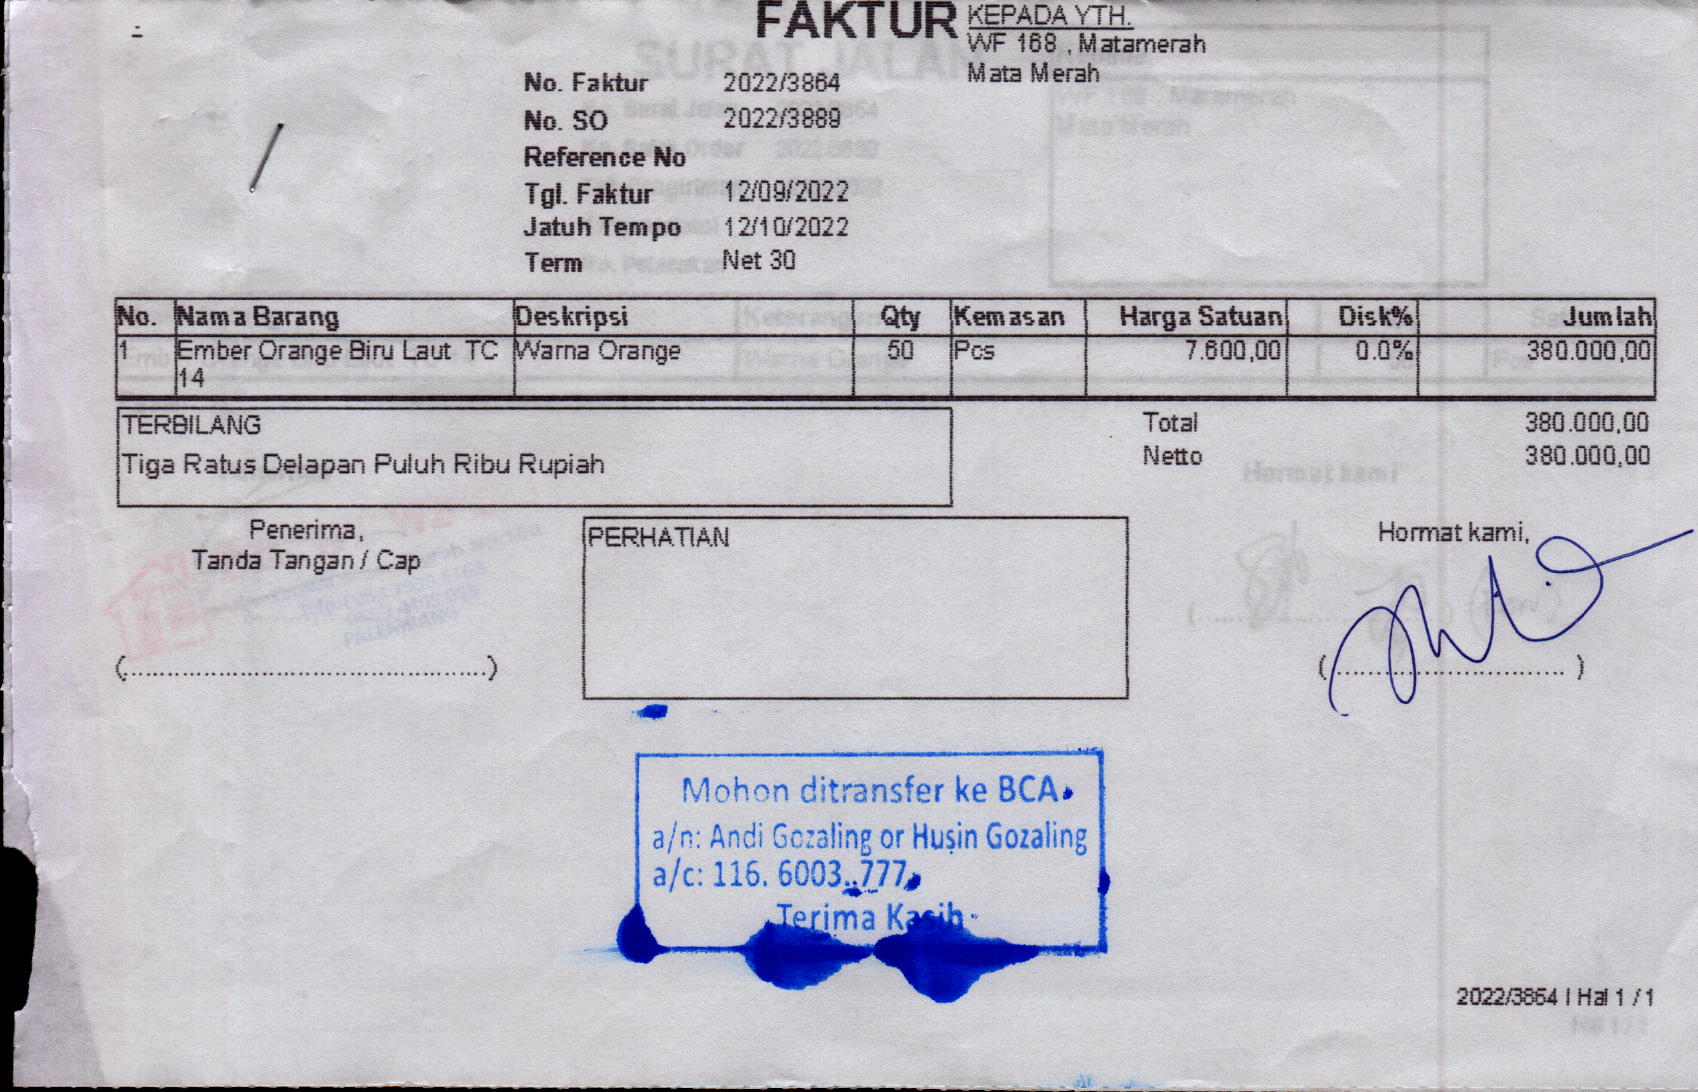 FAKTUR
KEPADA YTH.
WF 168 , Matamerah
Mata Merah
No. Faktur 2022/3864
No. SO 2022/3889
Reference No
Tgl. Faktur 12/09/2022
Jatuh Tempo 12/10/2022
Term Net 30
No. Nama Barang Deskripsi Qty Kemasan Harga Satuan Disk% Jumlah
1 Ember Orange Biru Laut TC Warna Orange 50 Pcs 7.600,00 0.0% 380.000,00
14
TERBILANG
Tiga Ratus Delapan Puluh Ribu Rupiah
Total 380.000,00
Netto 380.000,00
Penerima,
Tanda Tangan / Cap
(................................................)
PERHATIAN
Hormat kami,
(.............................. )
Mohon ditransfer ke BCA
a/n: Andi Gozaling or Husin Gozaling
a/c: 116. 6003. 777
Terima Kasih
2022/3864 | Hal 1 / 1